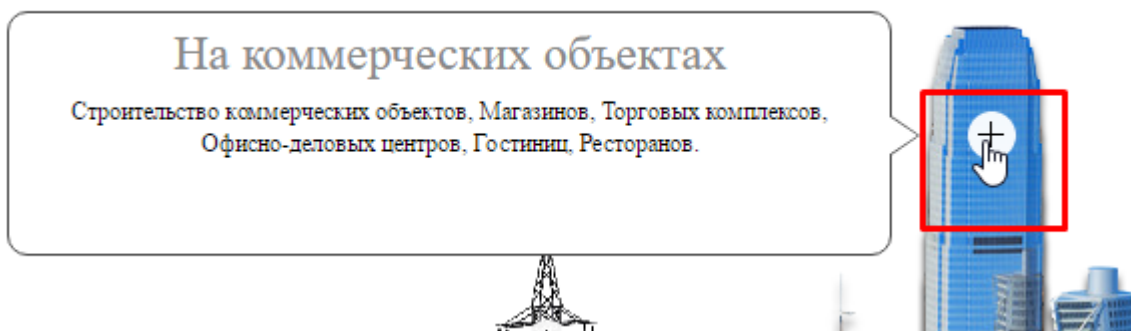 На коммерческих объектах
Строительство коммерческих объектов, Магазинов, Торговых комплексов,
Офисно-деловых центров, Гостиниц, Ресторанов.